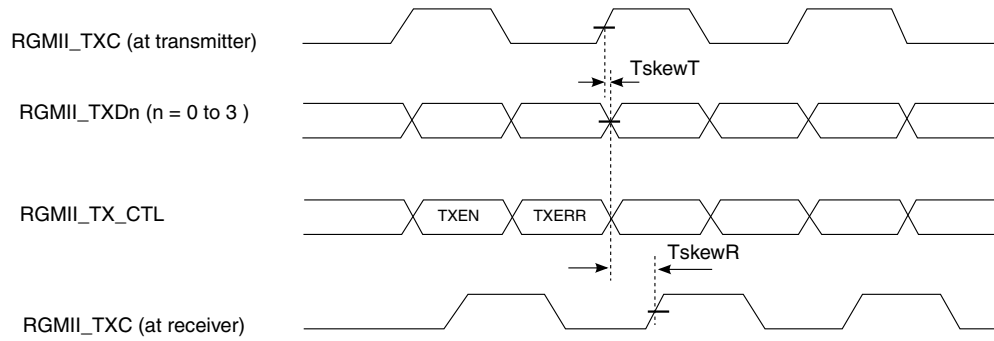 RGMII_TXC (at transmitter)
TskewT
RGMII_TXDn (n = 0 to 3 )
RGMII_TX_CTL
TXEN
TXERR
TskewR
RGMII_TXC (at receiver)